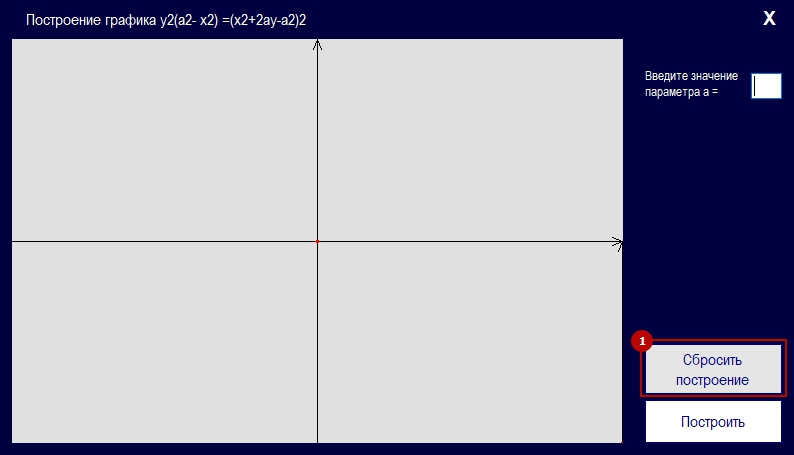 Построение графика y2(a2- x2) =(x2+2ay-a2)2
X
Введите значение
параметра a =
1
Сбросить
построение
Построить